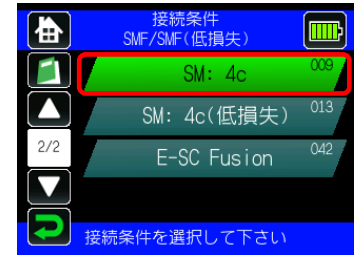 接続条件
SMF/SMF(低損失)
SM: 4c 009
SM: 4c(低損失) 013
2/2
E-SC Fusion 042
接続条件を選択して下さい